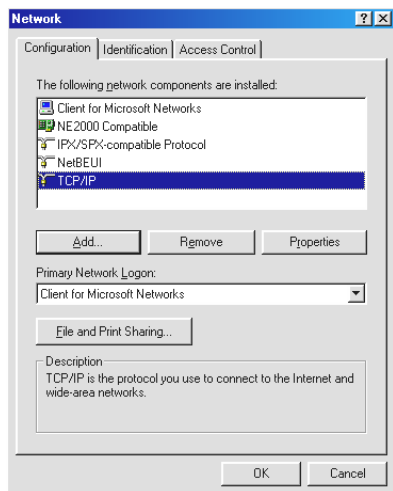 Network
Configuration Identification Access Control
The following network components are installed:
Client for Microsoft Networks
NE2000 Compatible
IPX/SPX-compatible Protocol
NetBEUI
TCP/IP
Add... Remove Properties
Primary Network Logon:
Client for Microsoft Networks
File and Print Sharing...
Description
TCP/IP is the protocol you use to connect to the Internet and
wide-area networks.
OK Cancel